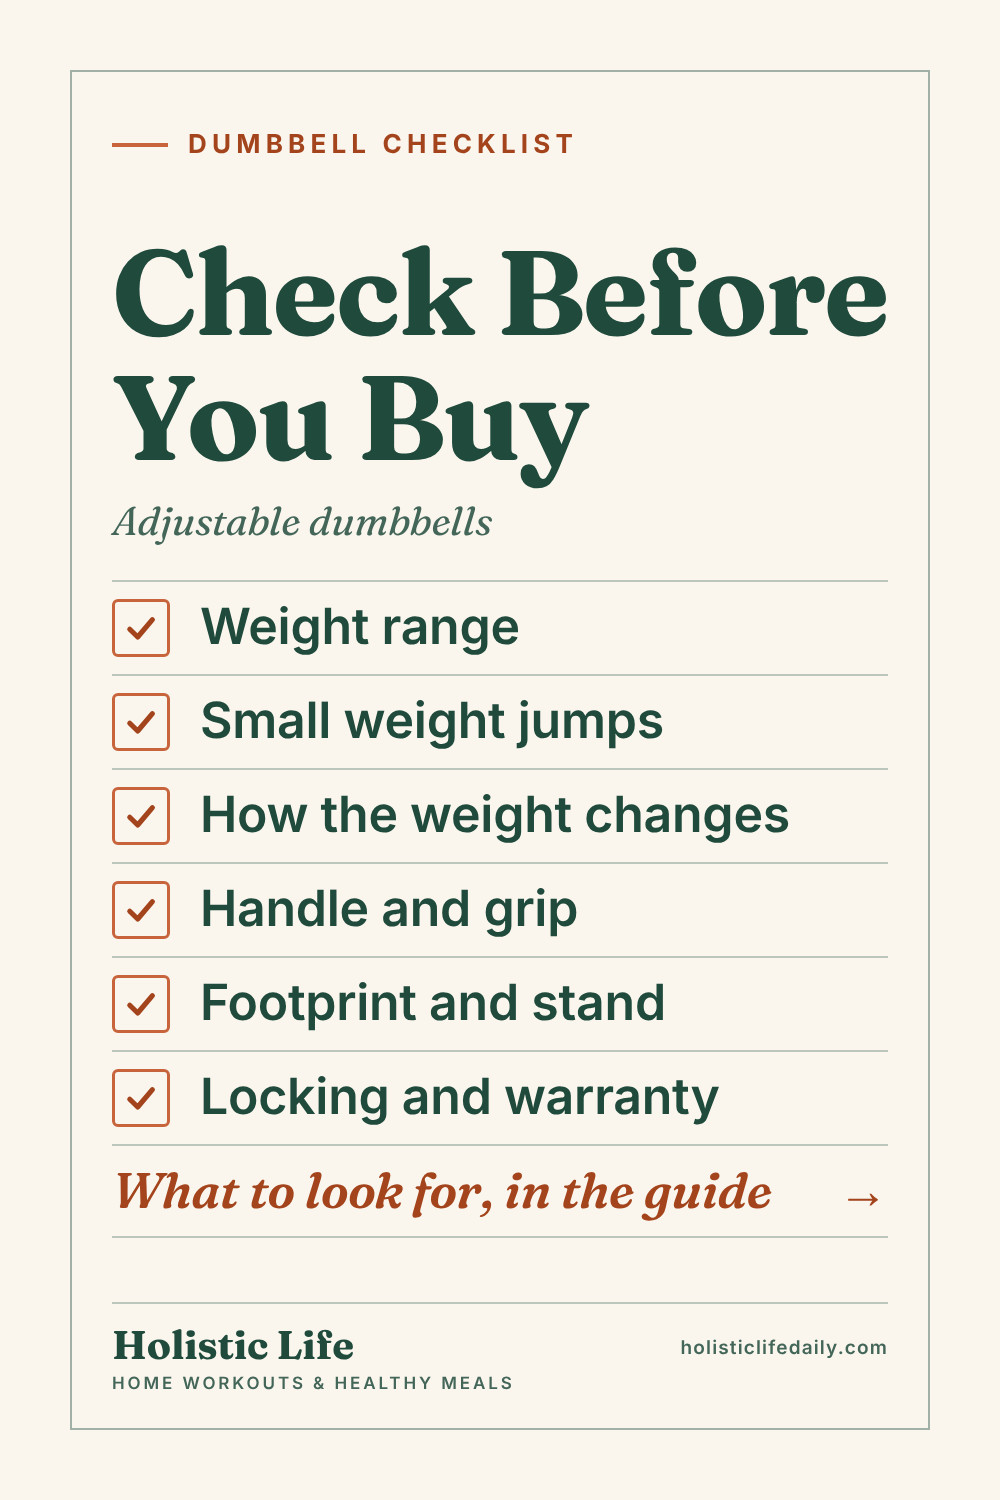 DUMBBELL CHECKLIST
Check Before
You Buy
Adjustable dumbbells
Weight range
Small weight jumps
How the weight changes
Handle and grip
Footprint and stand
Locking and warranty
What to look for, in the guide →
Holistic Life
holisticlifedaily.com
HOME WORKOUTS & HEALTHY MEALS